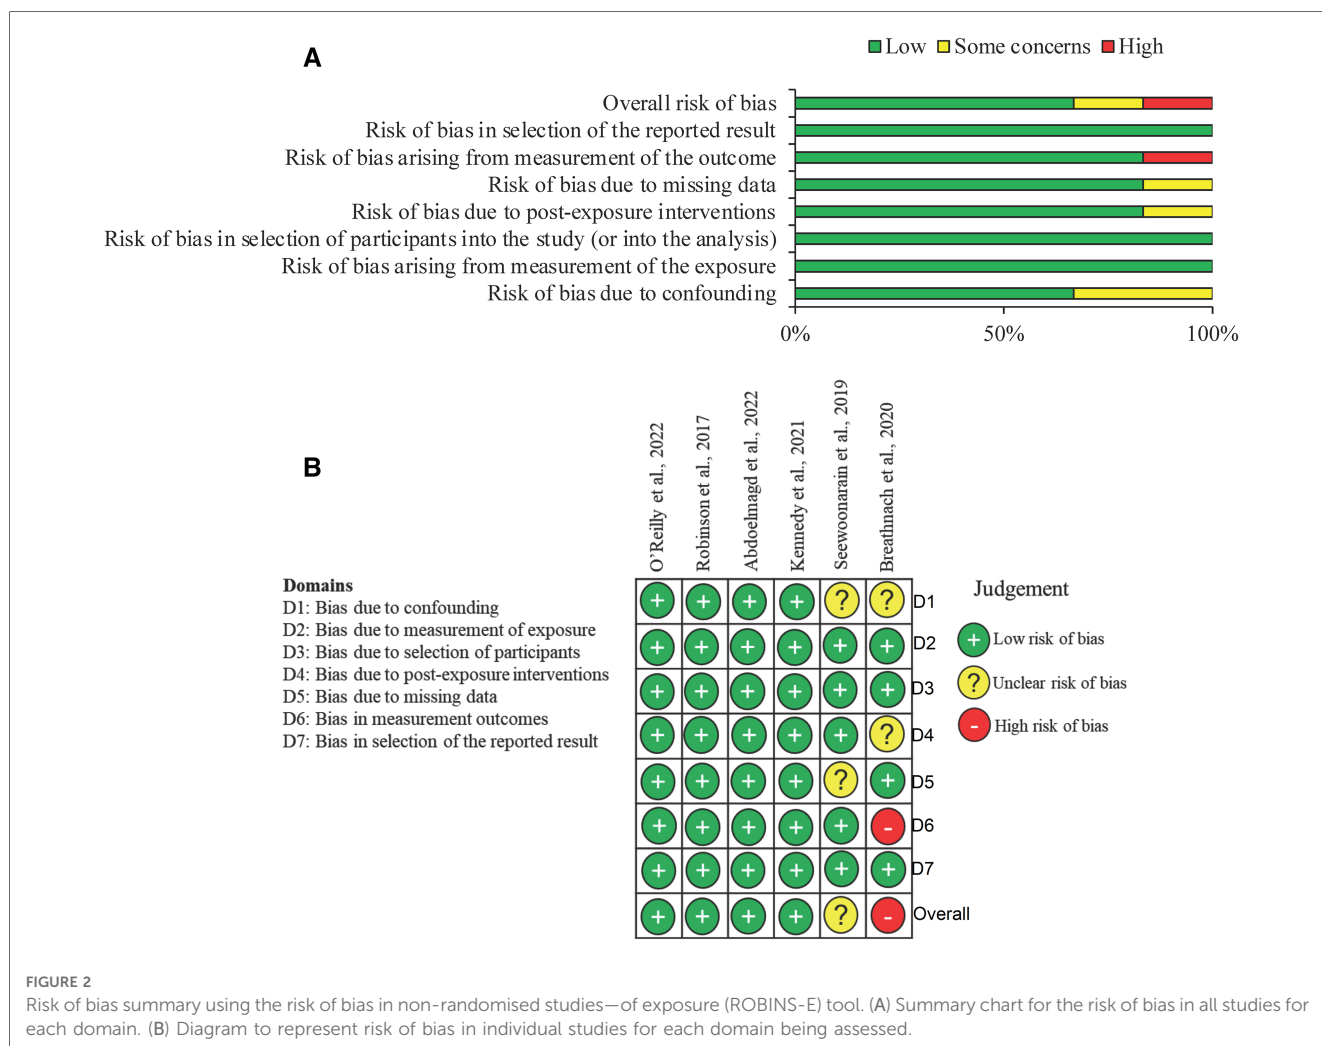 A
Low Some concerns High
Overall risk of bias
Risk of bias in selection of the reported result
Risk of bias arising from measurement of the outcome
Risk of bias due to missing data
Risk of bias due to post-exposure interventions
Risk of bias in selection of participants into the study (or into the analysis)
Risk of bias arising from measurement of the exposure
Risk of bias due to confounding
0% 50% 100%
B
O'Reilly et al., 2022
Robinson et al., 2017
Abdoelmagd et al., 2022
Kennedy et al., 2021
Seewoonarain et al., 2019
Breathnach et al., 2020
Domains
D1: Bias due to confounding
D2: Bias due to measurement of exposure
D3: Bias due to selection of participants
D4: Bias due to post-exposure interventions
D5: Bias due to missing data
D6: Bias in measurement outcomes
D7: Bias in selection of the reported result
+ + + + ? ? D1
+ + + + + + D2
+ + + + + + D3
+ + + + + ? D4
+ + + + ? + D5
+ + + + + - D6
+ + + + + + D7
+ + + + ? - Overall
Judgement
+ Low risk of bias
? Unclear risk of bias
- High risk of bias
FIGURE 2
Risk of bias summary using the risk of bias in non-randomised studies—of exposure (ROBINS-E) tool. (A) Summary chart for the risk of bias in all studies for
each domain. (B) Diagram to represent risk of bias in individual studies for each domain being assessed.